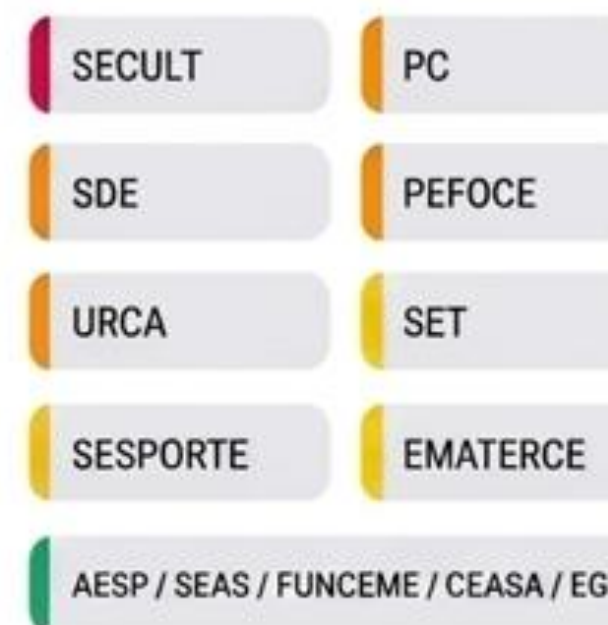 SECULT
PC
SDE
PEFOCE
URCA
SET
SESPORTE
EMATERCE
AESP / SEAS / FUNCEME / CEASA / EG